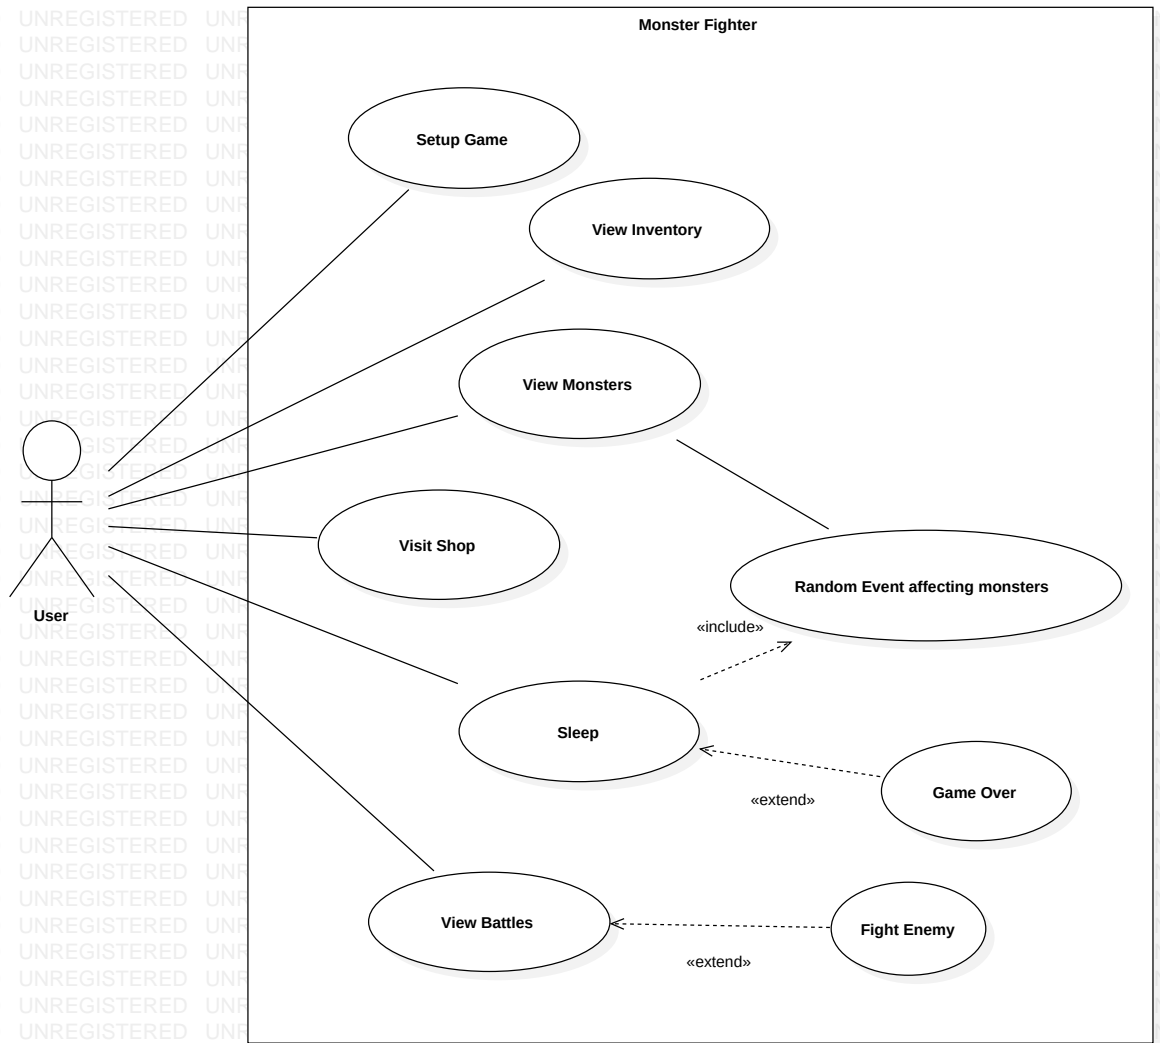 Monster Fighter
Setup Game
View Inventory
View Monsters
Visit Shop
Random Event affecting monsters
«include»
User
Sleep
Game Over
«extend»
View Battles
Fight Enemy
«extend»
UNREGISTERED UNR